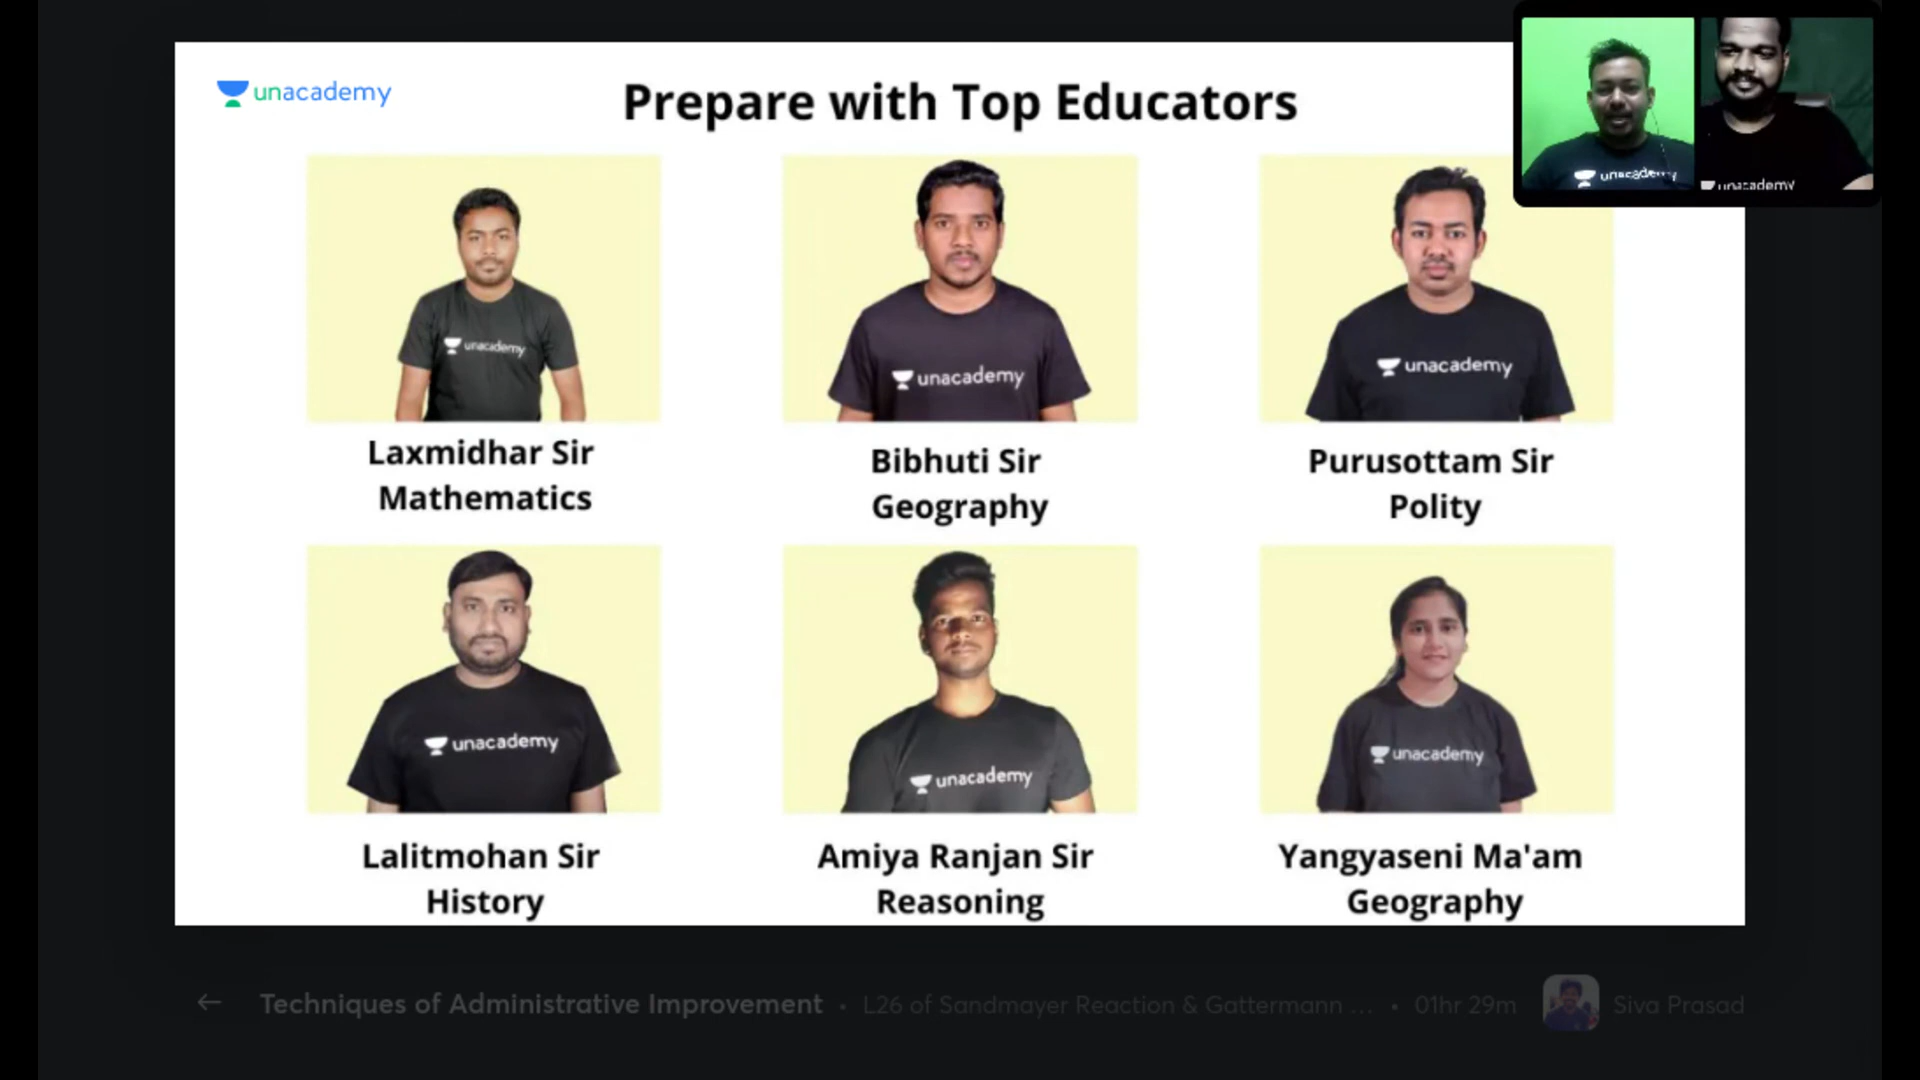 unacademy
Prepare with Top Educators
unacademy
unacademy
unacademy
unacademy
unacademy
Laxmidhar Sir
Mathematics
Bibhuti Sir
Geography
Purusottam Sir
Polity
unacademy
unacademy
unacademy
Lalitmohan Sir
History
Amiya Ranjan Sir
Reasoning
Yangyaseni Ma'am
Geography
Techniques of Administrative Improvement • L26 of Sandmayer Reaction & Gattermann ... • 01hr 29m Siva Prasad